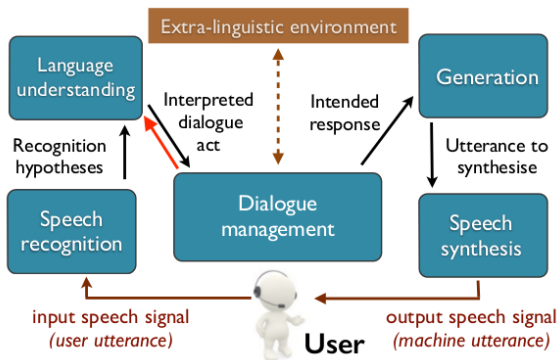 Extra-linguistic environment
Language
understanding
Generation
Interpreted
dialogue
act
Intended
response
Recognition
hypotheses
Utterance to
synthesise
Speech
recognition
Dialogue
management
Speech
synthesis
input speech signal
(user utterance)
User
output speech signal
(machine utterance)